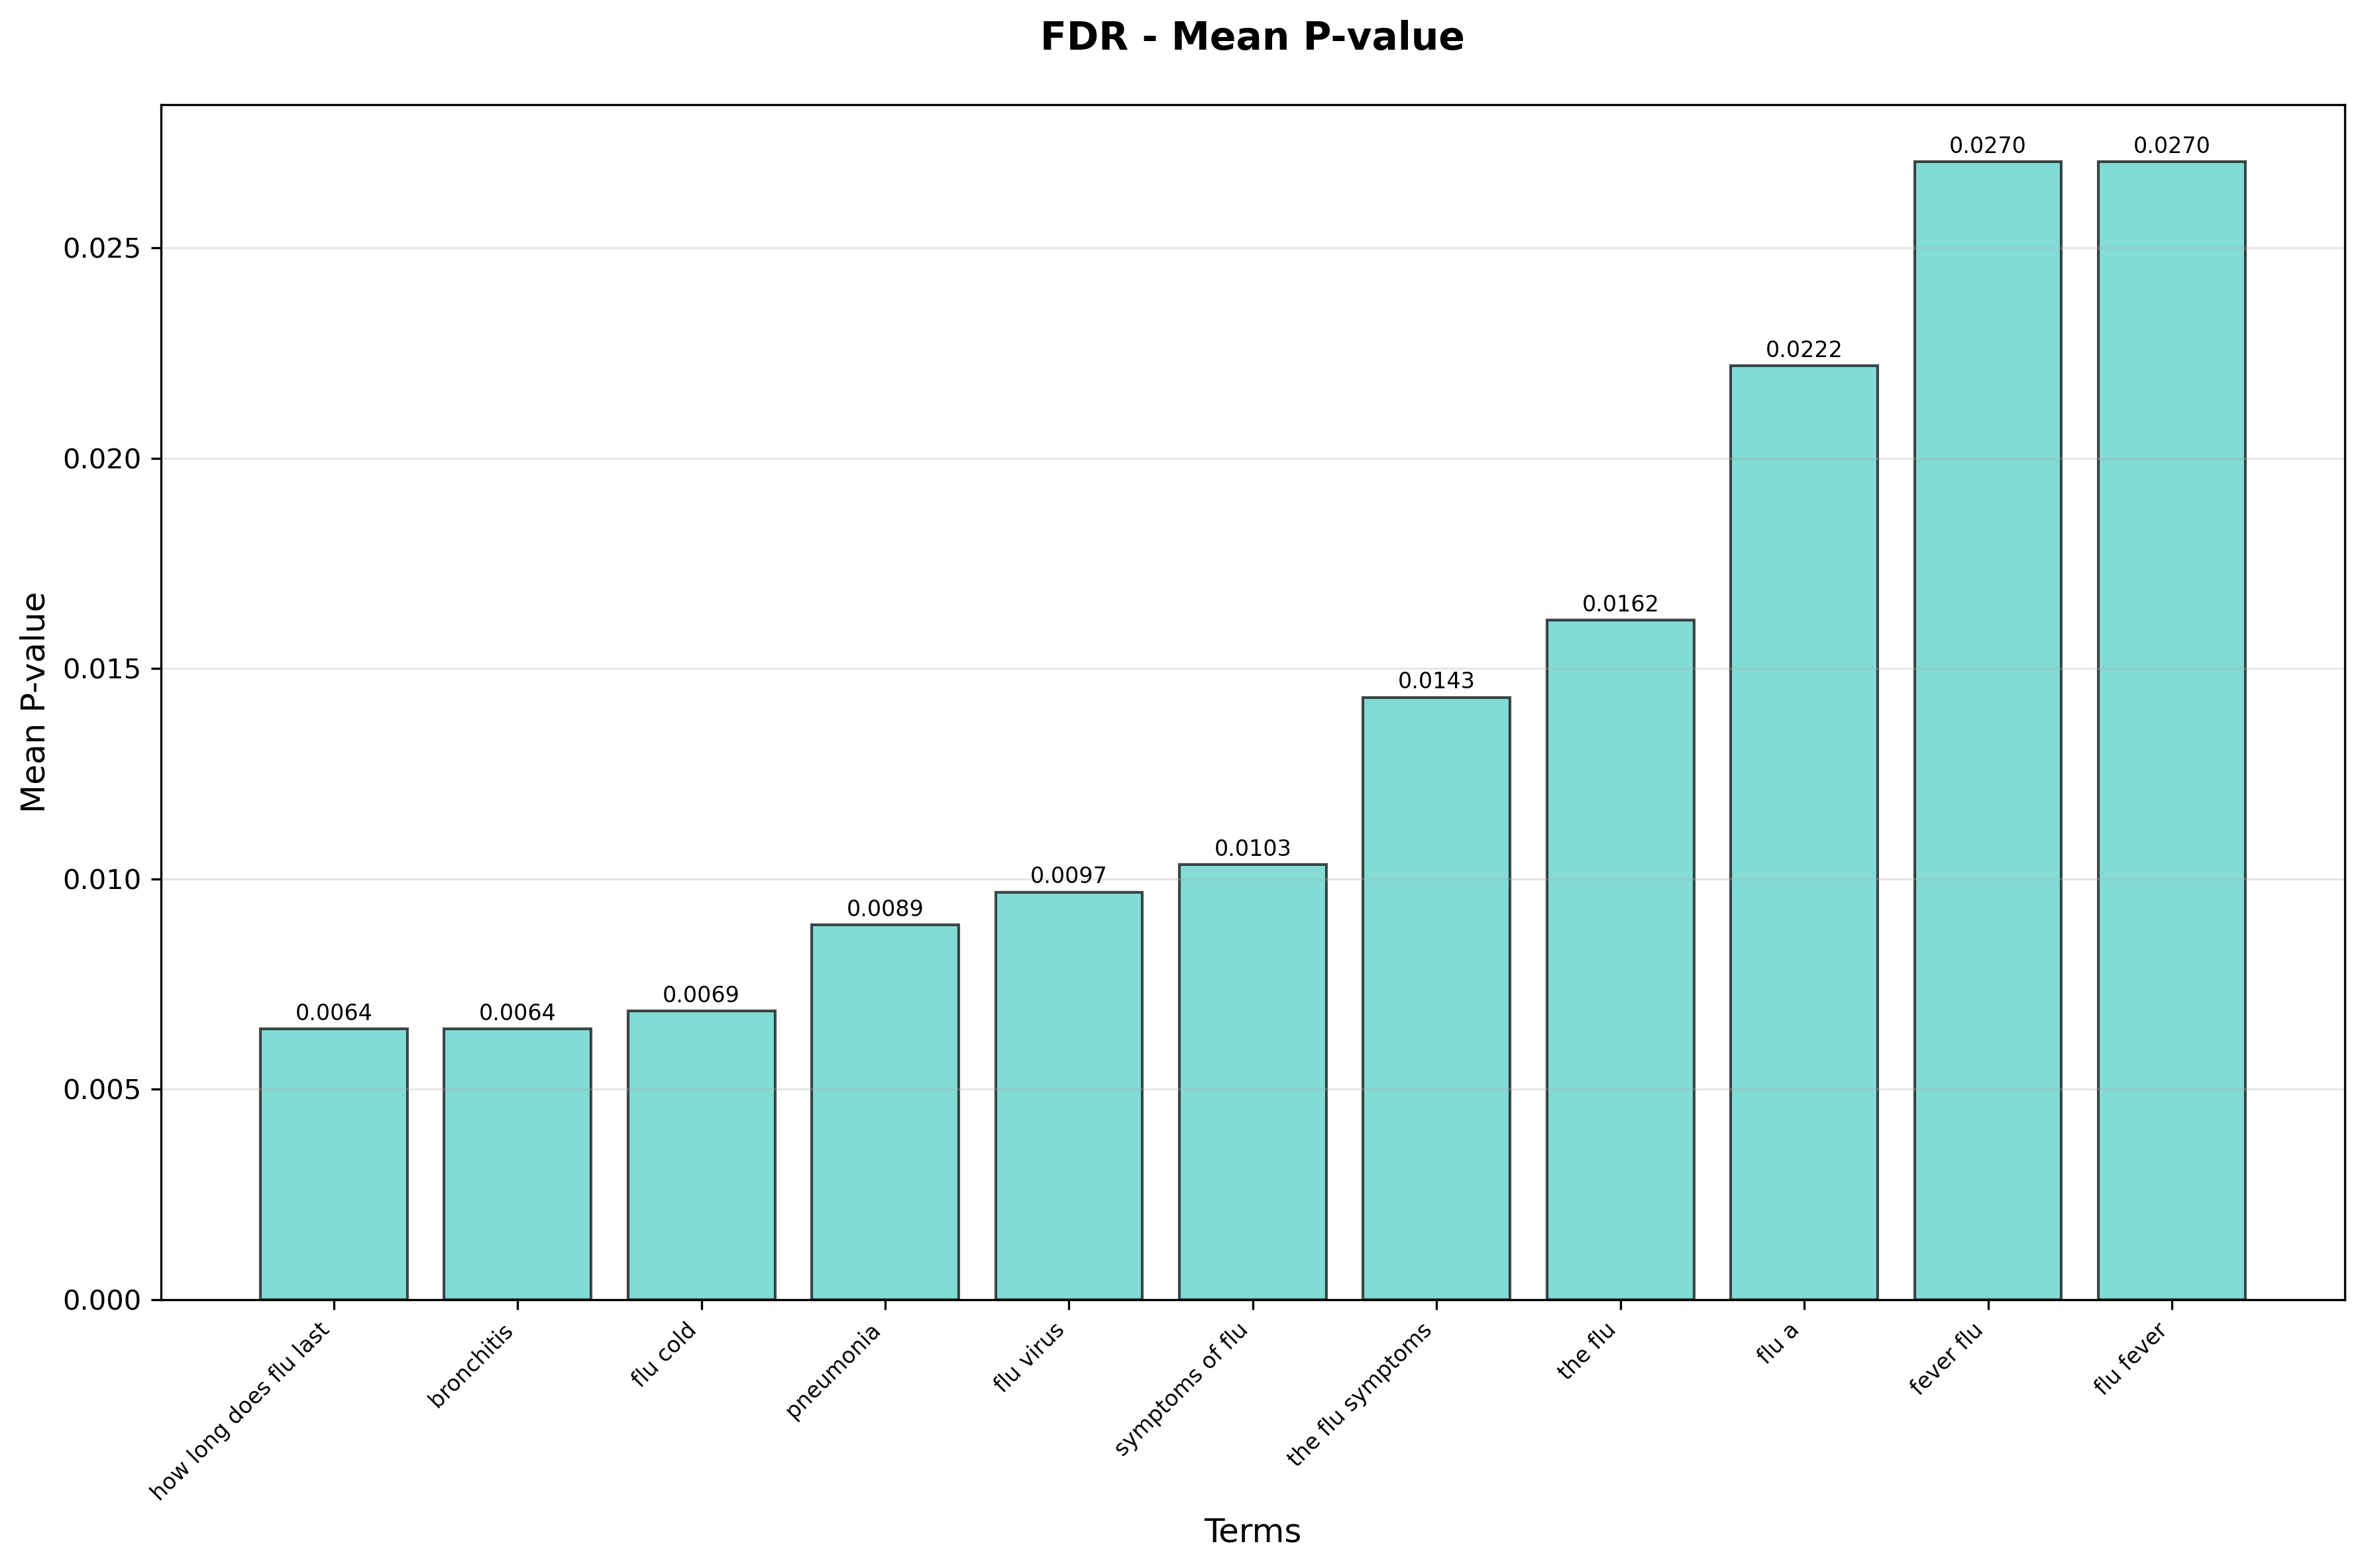 FDR - Mean P-value
Mean P-value
0.025
0.020
0.015
0.010
0.005
0.000
0.0064
0.0064
0.0069
0.0089
0.0097
0.0103
0.0143
0.0162
0.0222
0.0270
0.0270
how long does flu last
bronchitis
flu cold
pneumonia
flu virus
symptoms of flu
the flu symptoms
the flu
flu a
fever flu
flu fever
Terms